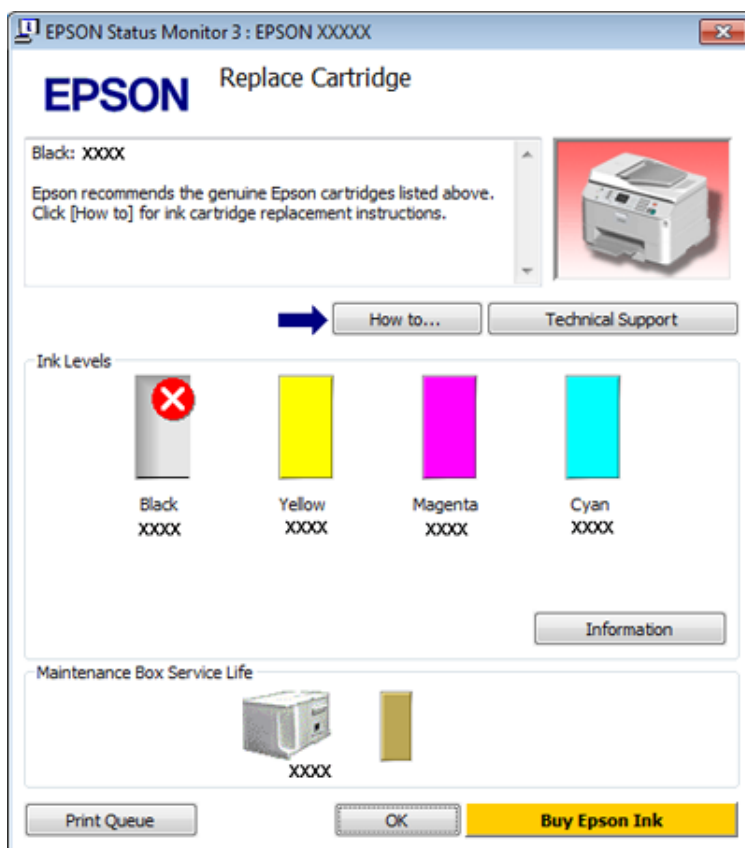 EPSON Status Monitor 3 : EPSON XXXXX
EPSON
Replace Cartridge
Black: XXXX
Epson recommends the genuine Epson cartridges listed above.
Click [How to] for ink cartridge replacement instructions.
How to... Technical Support
Ink Levels
Black Yellow Magenta Cyan
XXXX XXXX XXXX XXXX
Information
Maintenance Box Service Life
XXXX
Print Queue OK Buy Epson Ink